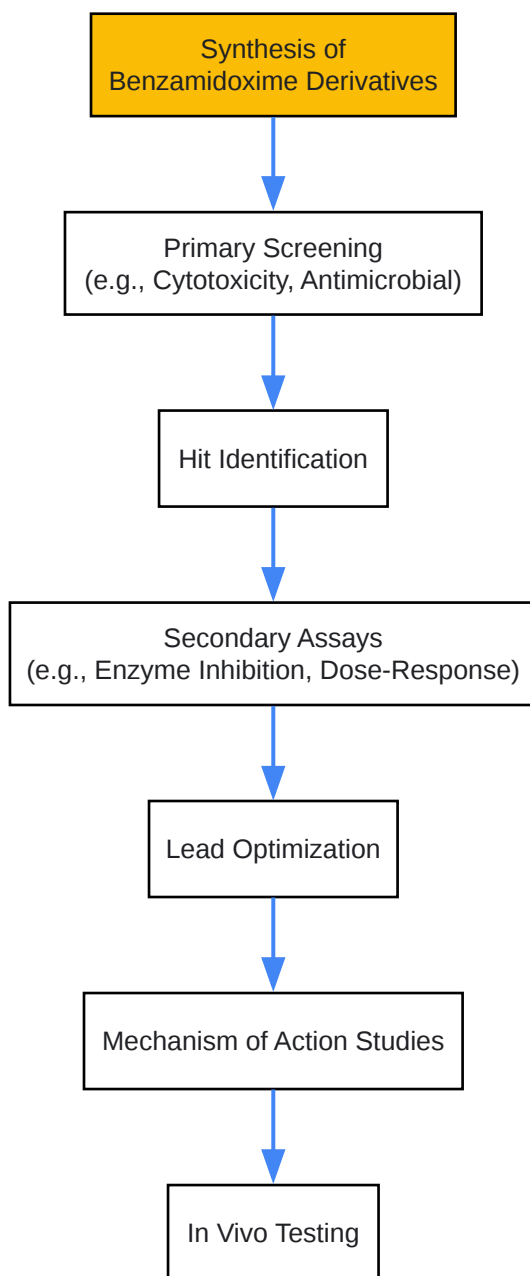 Synthesis of
Benzamidoxime Derivatives
Primary Screening
(e.g., Cytotoxicity, Antimicrobial)
Hit Identification
Secondary Assays
(e.g., Enzyme Inhibition, Dose-Response)
Lead Optimization
Mechanism of Action Studies
In Vivo Testing